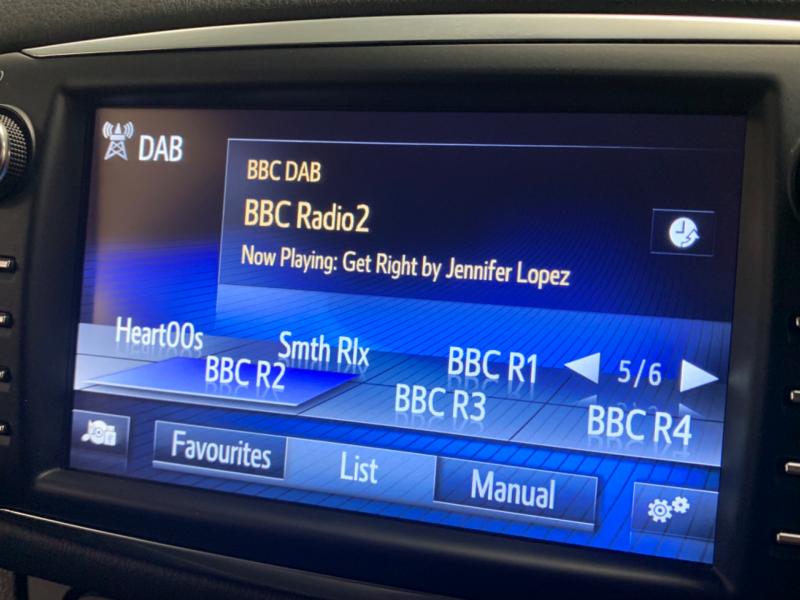 DAB
BBC DAB
BBC Radio2
Now Playing: Get Right by Jennifer Lopez
Heart00s
Smth Rlx
BBC R1
5/6
BBC R2
BBC R3
BBC R4
Favourites
List
Manual